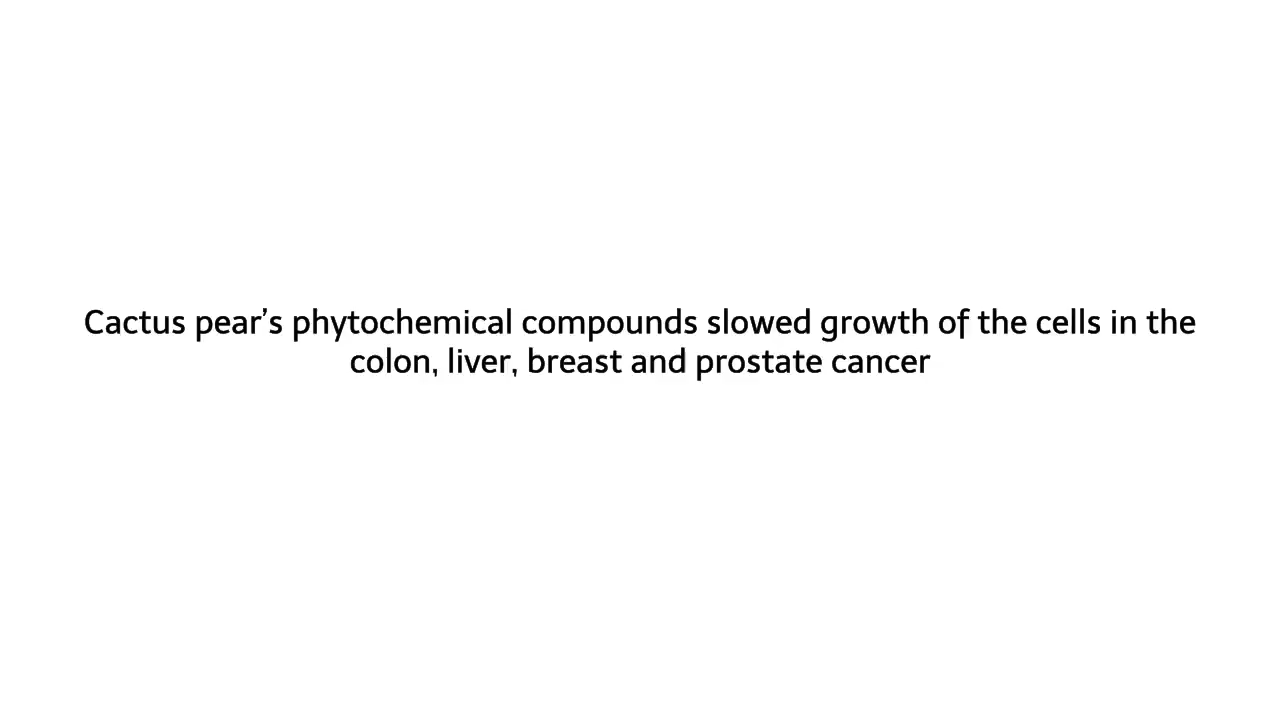 Cactus pear’s phytochemical compounds slowed growth of the cells in the
colon, liver, breast and prostate cancer